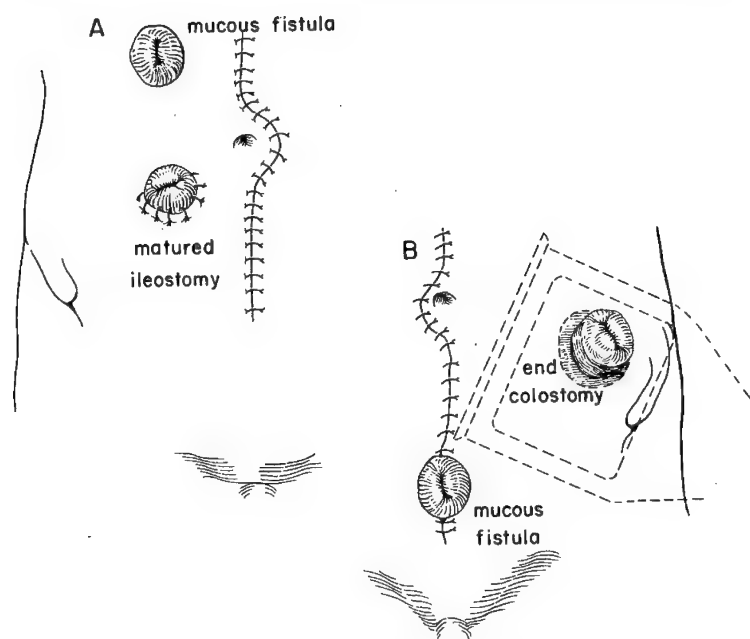 A
mucous fistula
matured
ileostomy
B
end
colostomy
mucous
fistula